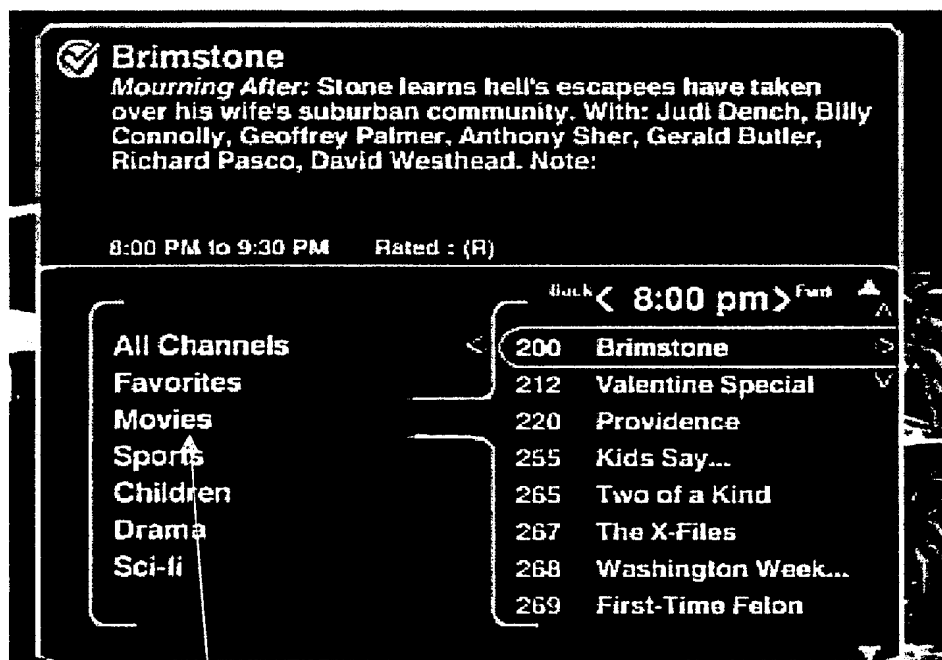 Brimstone
Mourning After: Stone learns hell's escapees have taken
over his wife's suburban community. With: Judi Dench, Billy
Connolly, Geoffrey Palmer, Anthony Sher, Gerald Butler,
Richard Pasco, David Westhead. Note:
8:00 PM to 9:30 PM Rated : (R)
Back < 8:00 pm > Fwd
All Channels
Favorites
Movies
Sports
Children
Drama
Sci-fi
200 Brimstone
212 Valentine Special
220 Providence
255 Kids Say...
265 Two of a Kind
267 The X-Files
268 Washington Week...
269 First-Time Felon